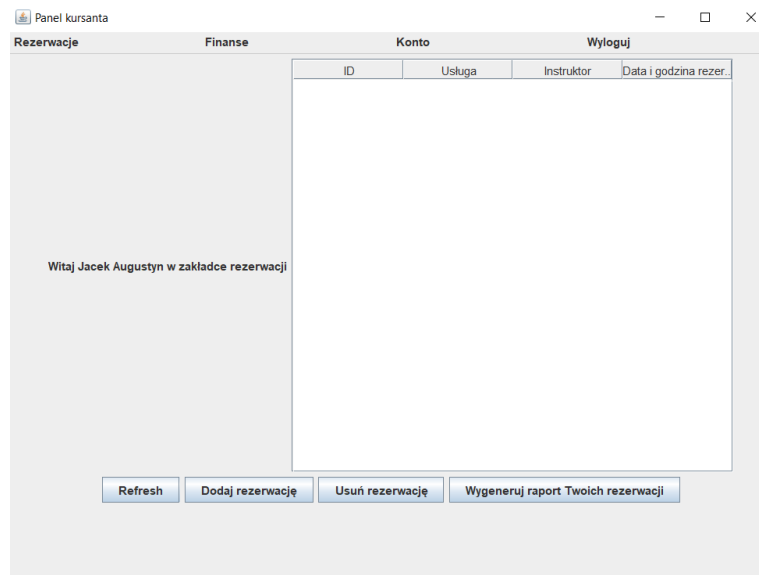 Panel kursanta
Rezerwacje Finanse Konto Wyloguj
ID Usługa Instruktor Data i godzina rezer..
Witaj Jacek Augustyn w zakładce rezerwacji
Refresh Dodaj rezerwację Usuń rezerwację Wygeneruj raport Twoich rezerwacji